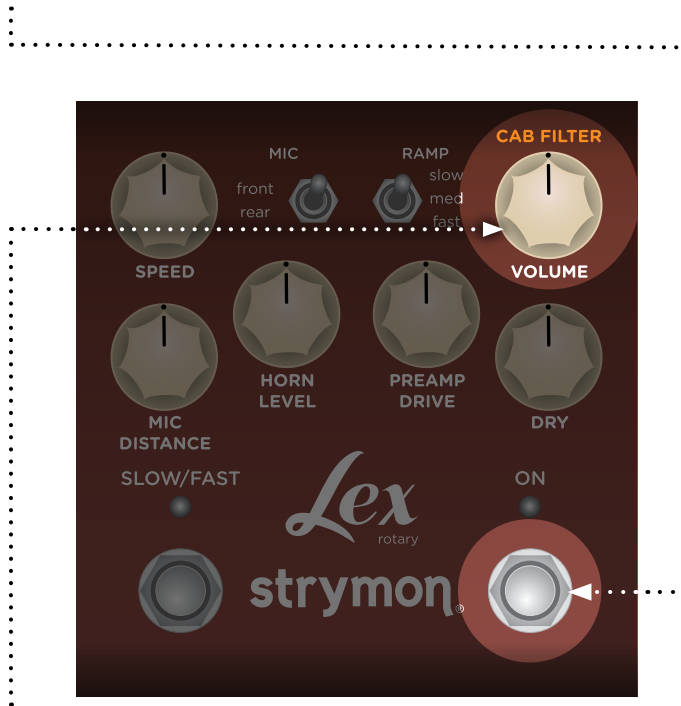 CAB FILTER
MIC
RAMP
front
rear
slow
med
fast
SPEED
VOLUME
HORN
LEVEL
PREAMP
DRIVE
MIC
DISTANCE
DRY
SLOW/FAST
ON
Lex
rotary
strymon®